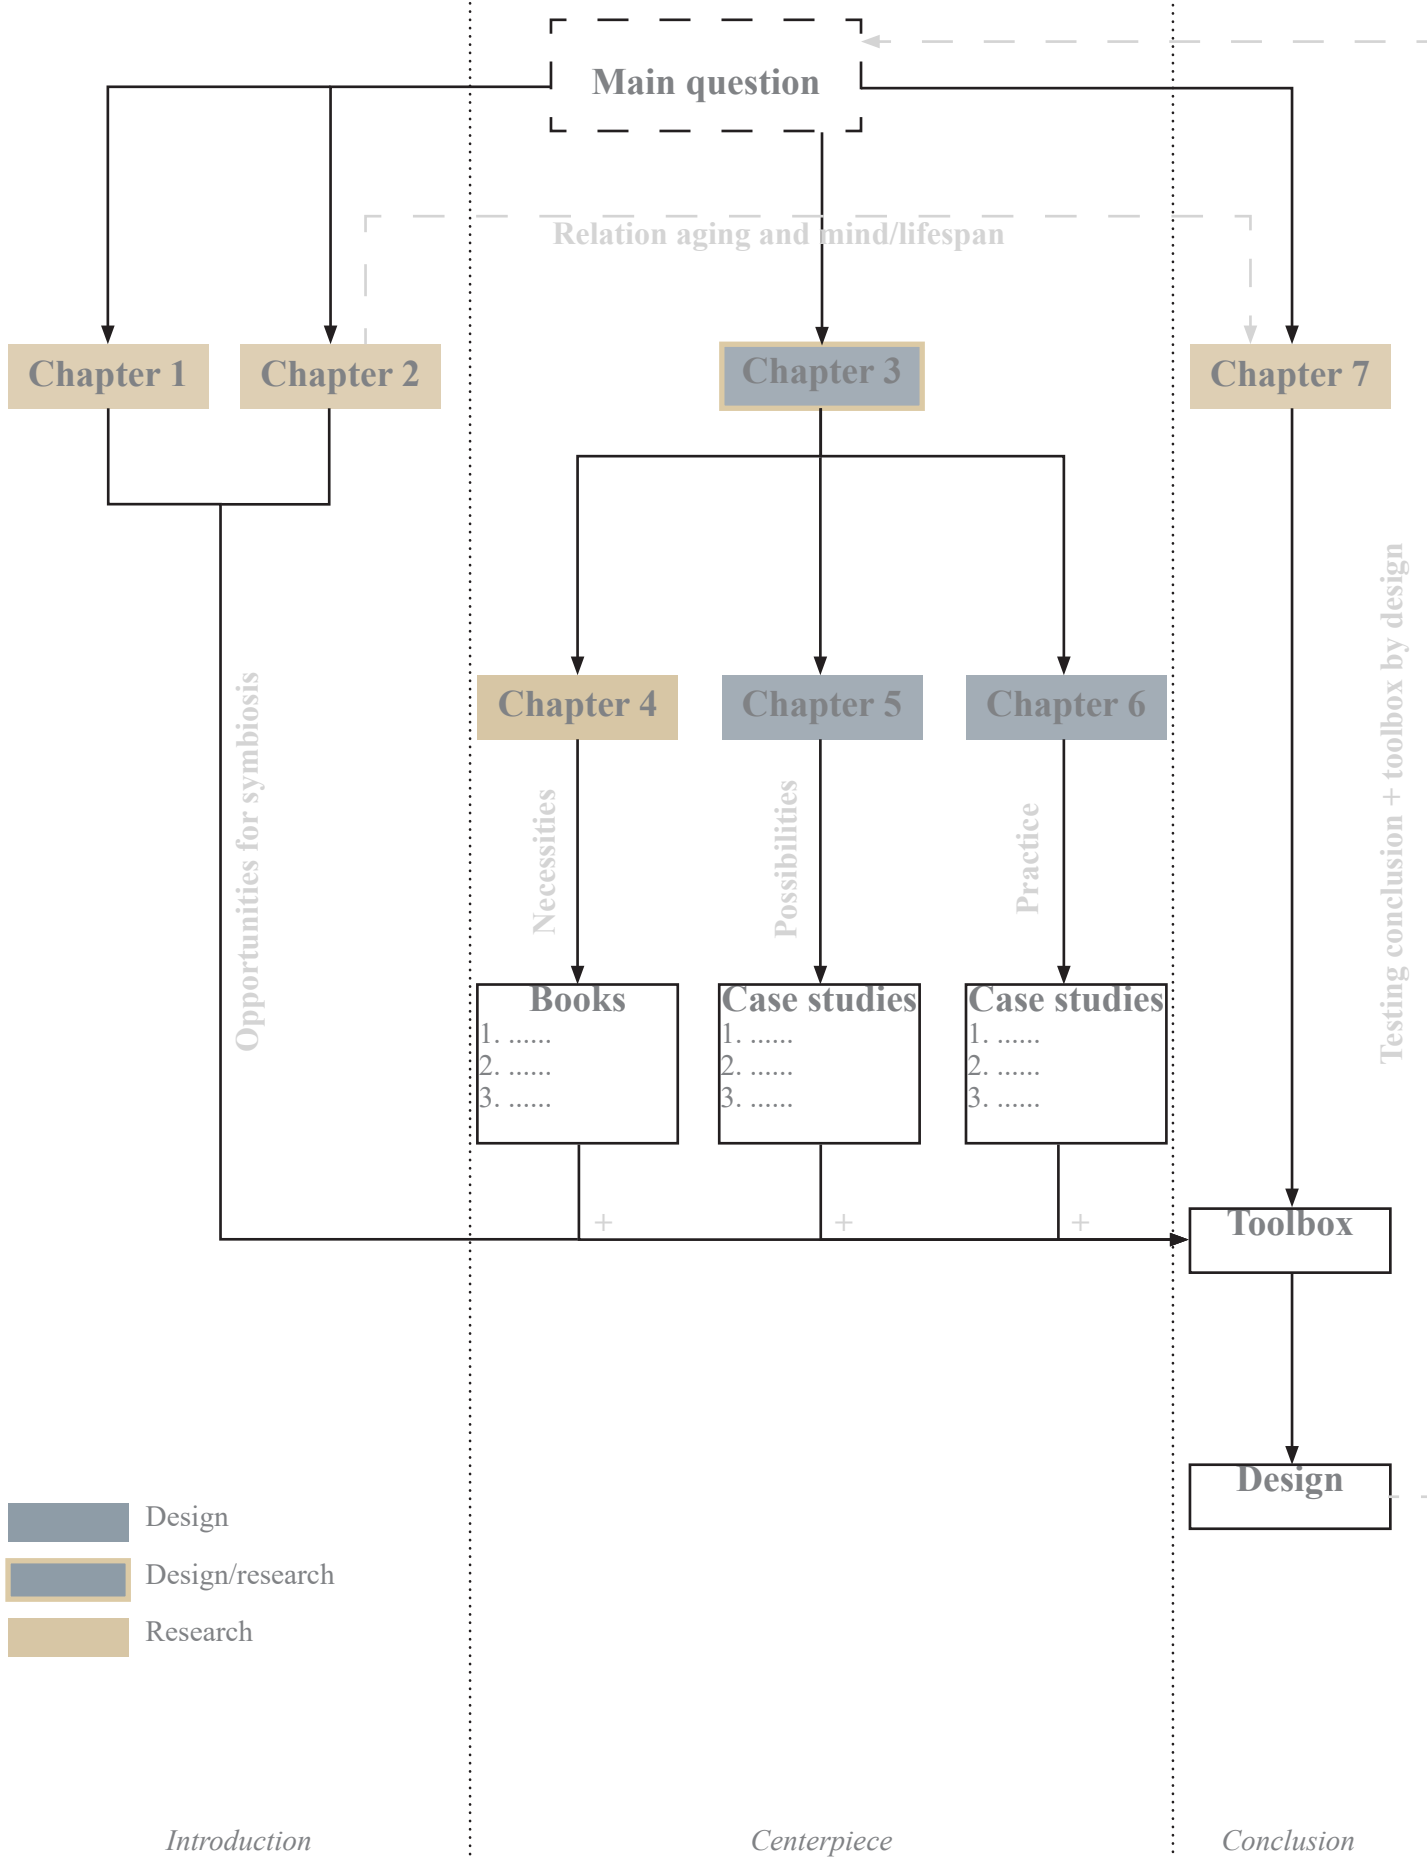 Main question
Relation aging and mind/lifespan
Chapter 1
Chapter 2
Chapter 3
Chapter 7
Chapter 4
Chapter 5
Chapter 6
Opportunities for symbiosis
Necessities
Possibilities
Practice
Testing conclusion + toolbox by design
Books
1. ......
2. ......
3. ......
Case studies
1. ......
2. ......
3. ......
Case studies
1. ......
2. ......
3. ......
+
+
+
Toolbox
Design
Design
Design/research
Research
Introduction
Centerpiece
Conclusion